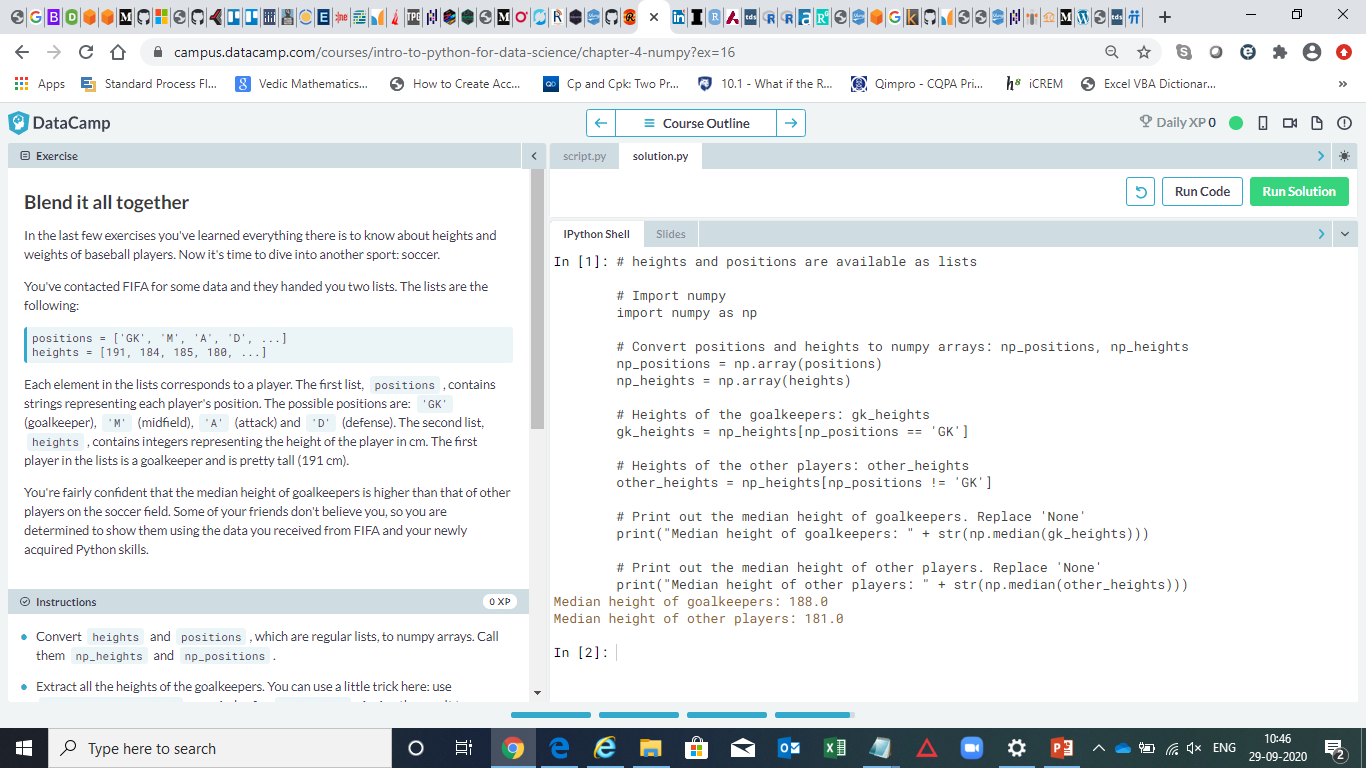 campus.datacamp.com/courses/intro-to-python-for-data-science/chapter-4-numpy?ex=16
Apps
Standard Process Fl...
Vedic Mathematics...
How to Create Acc...
Cp and Cpk: Two Pr...
10.1 - What if the R...
Qimpro - CQPA Pri...
iCREM
Excel VBA Dictionar...
»
DataCamp
Course Outline
Daily XP 0
Exercise
Blend it all together
In the last few exercises you've learned everything there is to know about heights and
weights of baseball players. Now it's time to dive into another sport: soccer.
You've contacted FIFA for some data and they handed you two lists. The lists are the
following:
positions = ['GK', 'M', 'A', 'D', ...]
heights = [191, 184, 185, 180, ...]
Each element in the lists corresponds to a player. The first list, positions , contains
strings representing each player's position. The possible positions are: 'GK'
(goalkeeper), 'M' (midfield), 'A' (attack) and 'D' (defense). The second list,
heights , contains integers representing the height of the player in cm. The first
player in the lists is a goalkeeper and is pretty tall (191 cm).
You're fairly confident that the median height of goalkeepers is higher than that of other
players on the soccer field. Some of your friends don't believe you, so you are
determined to show them using the data you received from FIFA and your newly
acquired Python skills.
Instructions
0 XP
Convert heights and positions , which are regular lists, to numpy arrays. Call
them np_heights and np_positions .
Extract all the heights of the goalkeepers. You can use a little trick here: use
script.py
solution.py
Run Code
Run Solution
IPython Shell
Slides
In [1]: # heights and positions are available as lists
# Import numpy
import numpy as np
# Convert positions and heights to numpy arrays: np_positions, np_heights
np_positions = np.array(positions)
np_heights = np.array(heights)
# Heights of the goalkeepers: gk_heights
gk_heights = np_heights[np_positions == 'GK']
# Heights of the other players: other_heights
other_heights = np_heights[np_positions != 'GK']
# Print out the median height of goalkeepers. Replace 'None'
print("Median height of goalkeepers: " + str(np.median(gk_heights)))
# Print out the median height of other players. Replace 'None'
print("Median height of other players: " + str(np.median(other_heights)))
Median height of goalkeepers: 188.0
Median height of other players: 181.0
In [2]:
Type here to search
ENG
10:46
29-09-2020
2